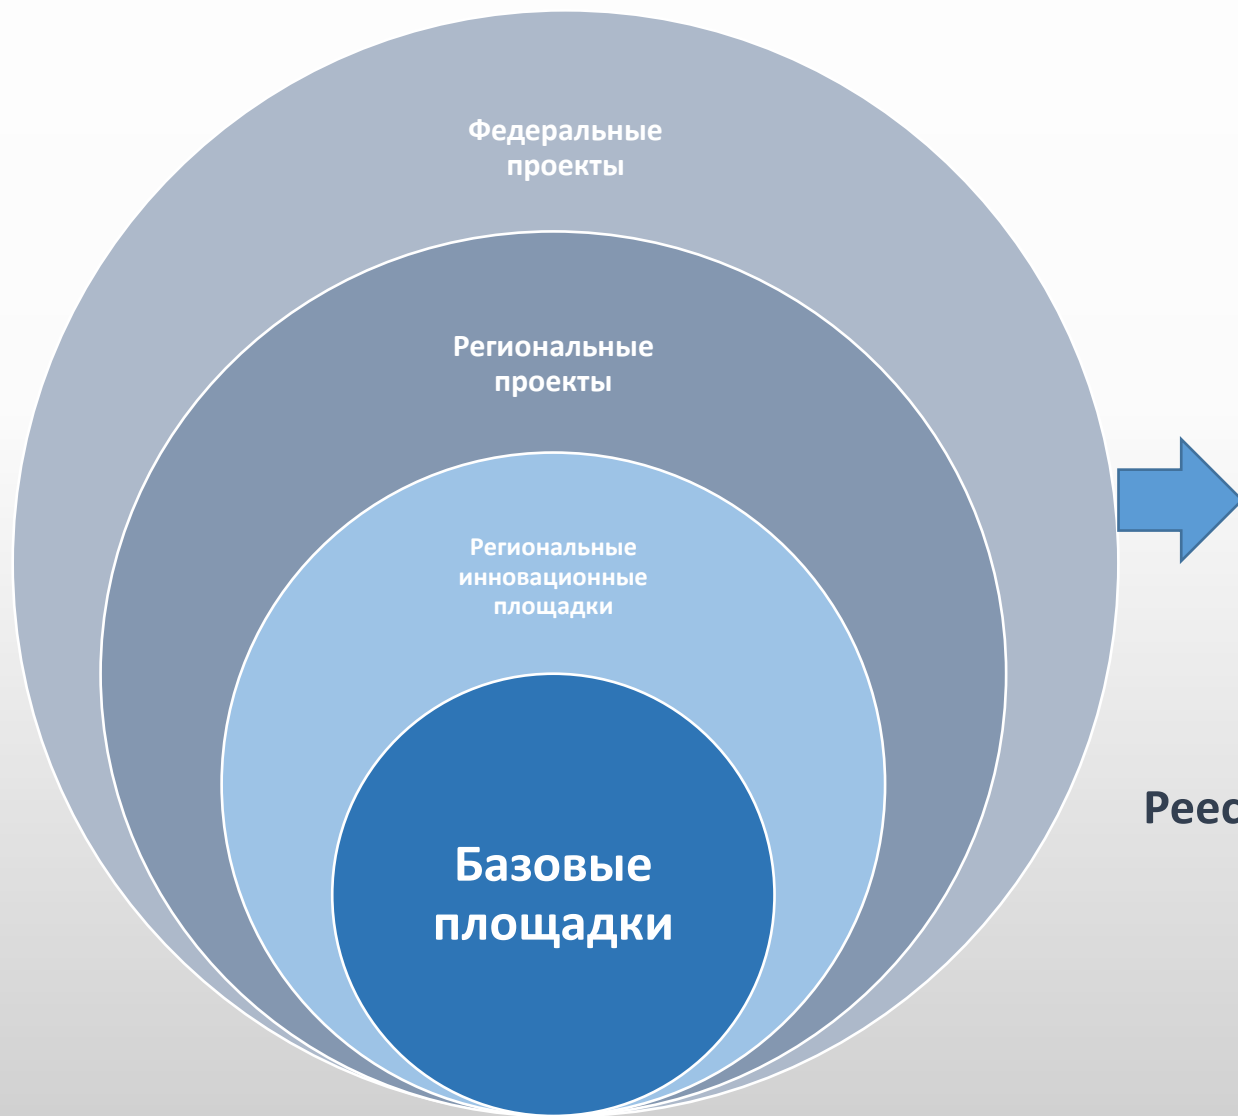 Федеральные
проекты
Региональные
проекты
Региональные
инновационные
площадки
Базовые
площадки